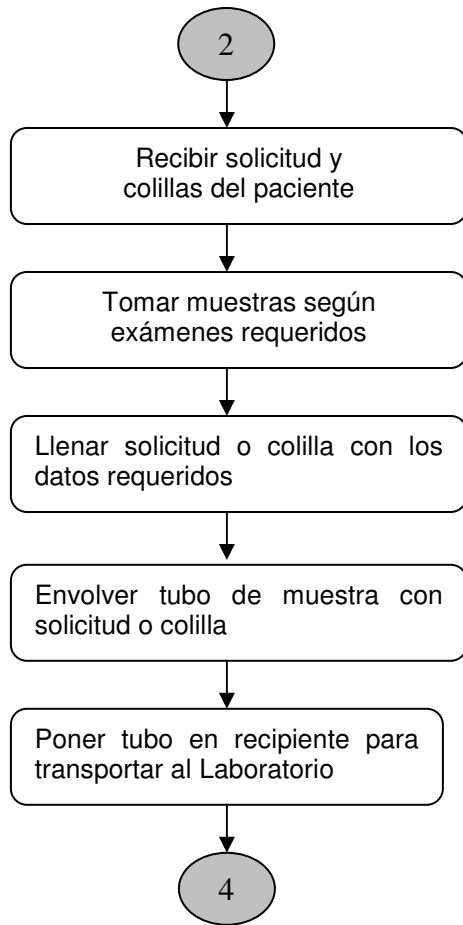 2
Recibir solicitud y
colillas del paciente
Tomar muestras según
exámenes requeridos
Llenar solicitud o colilla con los
datos requeridos
Envolver tubo de muestra con
solicitud o colilla
Poner tubo en recipiente para
transportar al Laboratorio
4